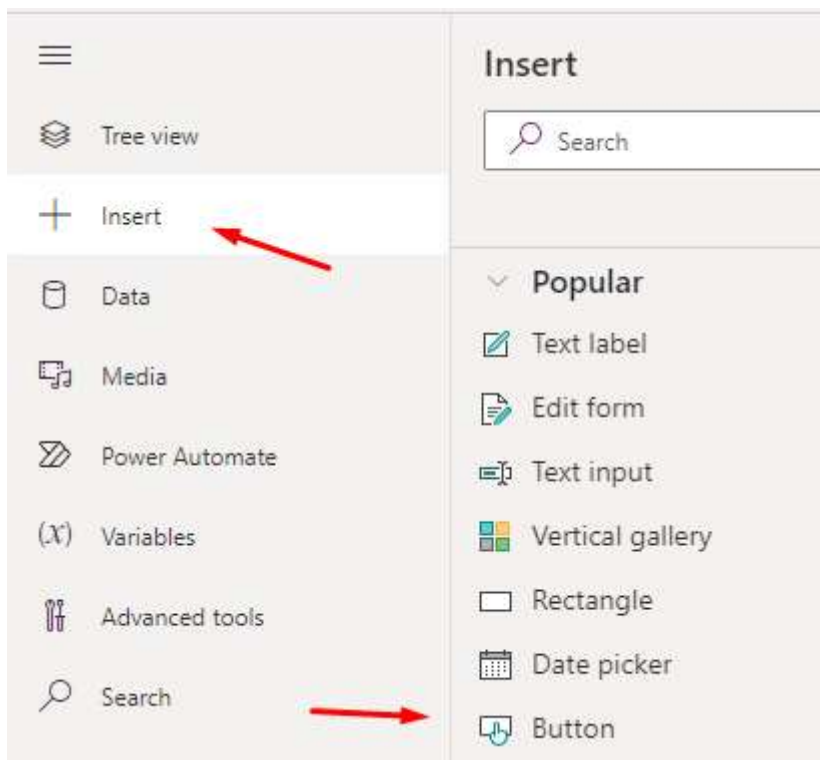 Tree view
Insert
Data
Media
Power Automate
(x) Variables
Advanced tools
Search
Insert
Search
Popular
Text label
Edit form
Text input
Vertical gallery
Rectangle
Date picker
Button